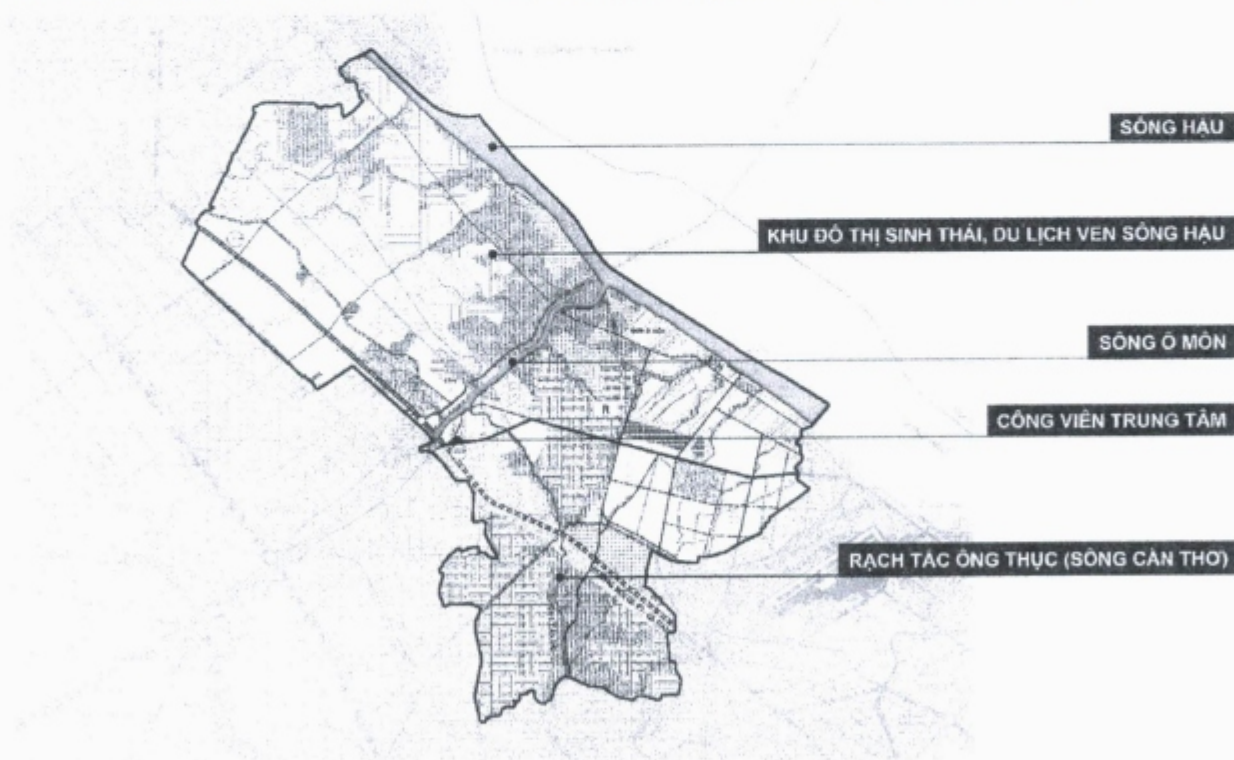 SÔNG HẬU
KHU ĐÔ THỊ SINH THÁI, DU LỊCH VEN SÔNG HẬU
SÔNG Ô MÔN
CÔNG VIÊN TRUNG TÂM
RẠCH TẮC ÔNG THỤC (SÔNG CẦN THƠ)